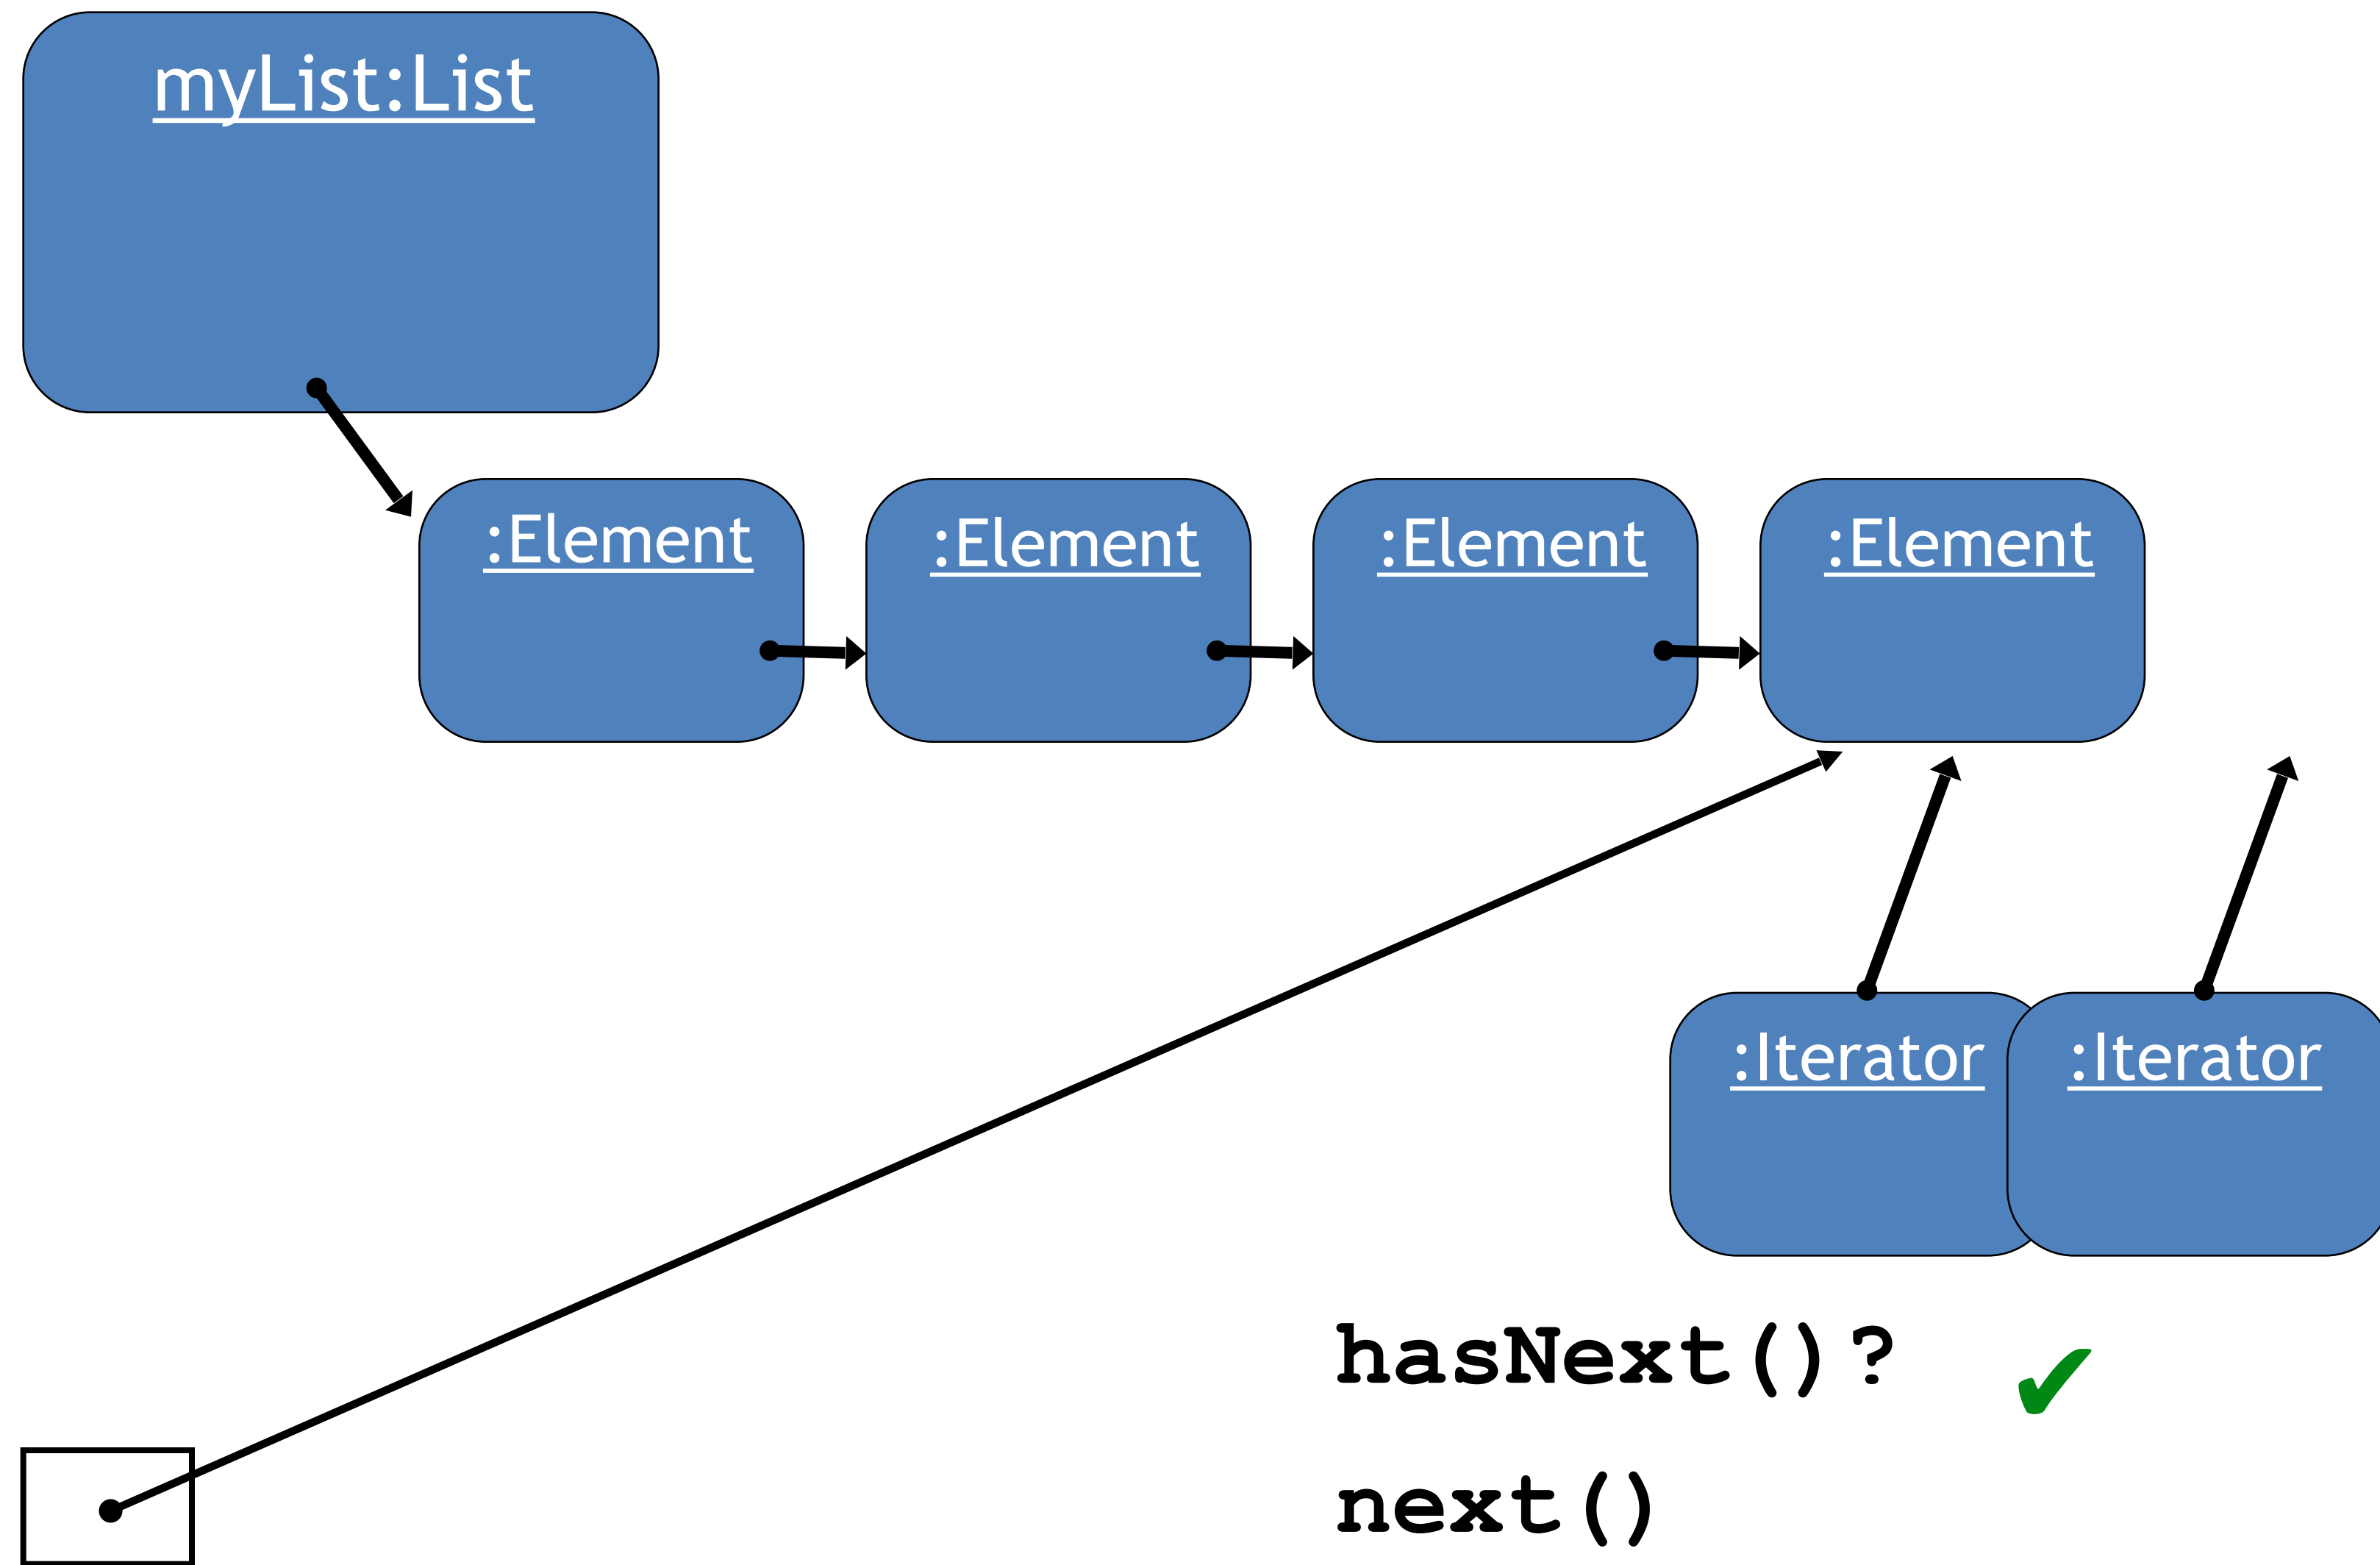 myList:List
:Element
:Element
:Element
:Element
:Iterator
:Iterator
hasNext()?
✔
next()